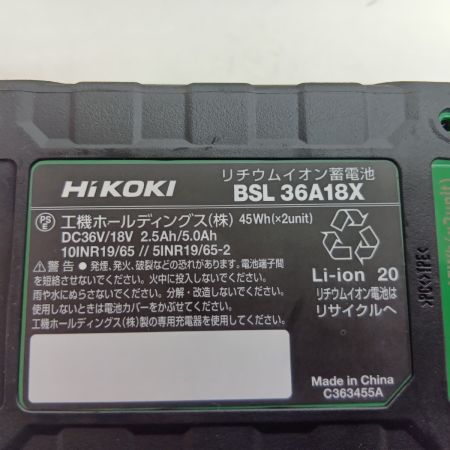 HiKOKI
リチウムイオン蓄電池
BSL 36A18X
PS
E
工機ホールディングス(株) 45Wh(×2unit)
DC36V/18V 2.5Ah/5.0Ah
10INR19/65 // 5INR19/65-2
警告 ● 発煙、発火、破裂などの恐れがあります。電池端子間
を短絡させないでください。火中に投入しないでください。
雨や水にぬらさないでください。分解・改造しないでください。
使用しないときは電池カバーをかぶせてください。
工機ホールディングス(株)製の専用充電器を使用してください。
Li-ion 20
リチウムイオン電池は
リサイクルへ
Made in China
C363455A
>PC+PBT<